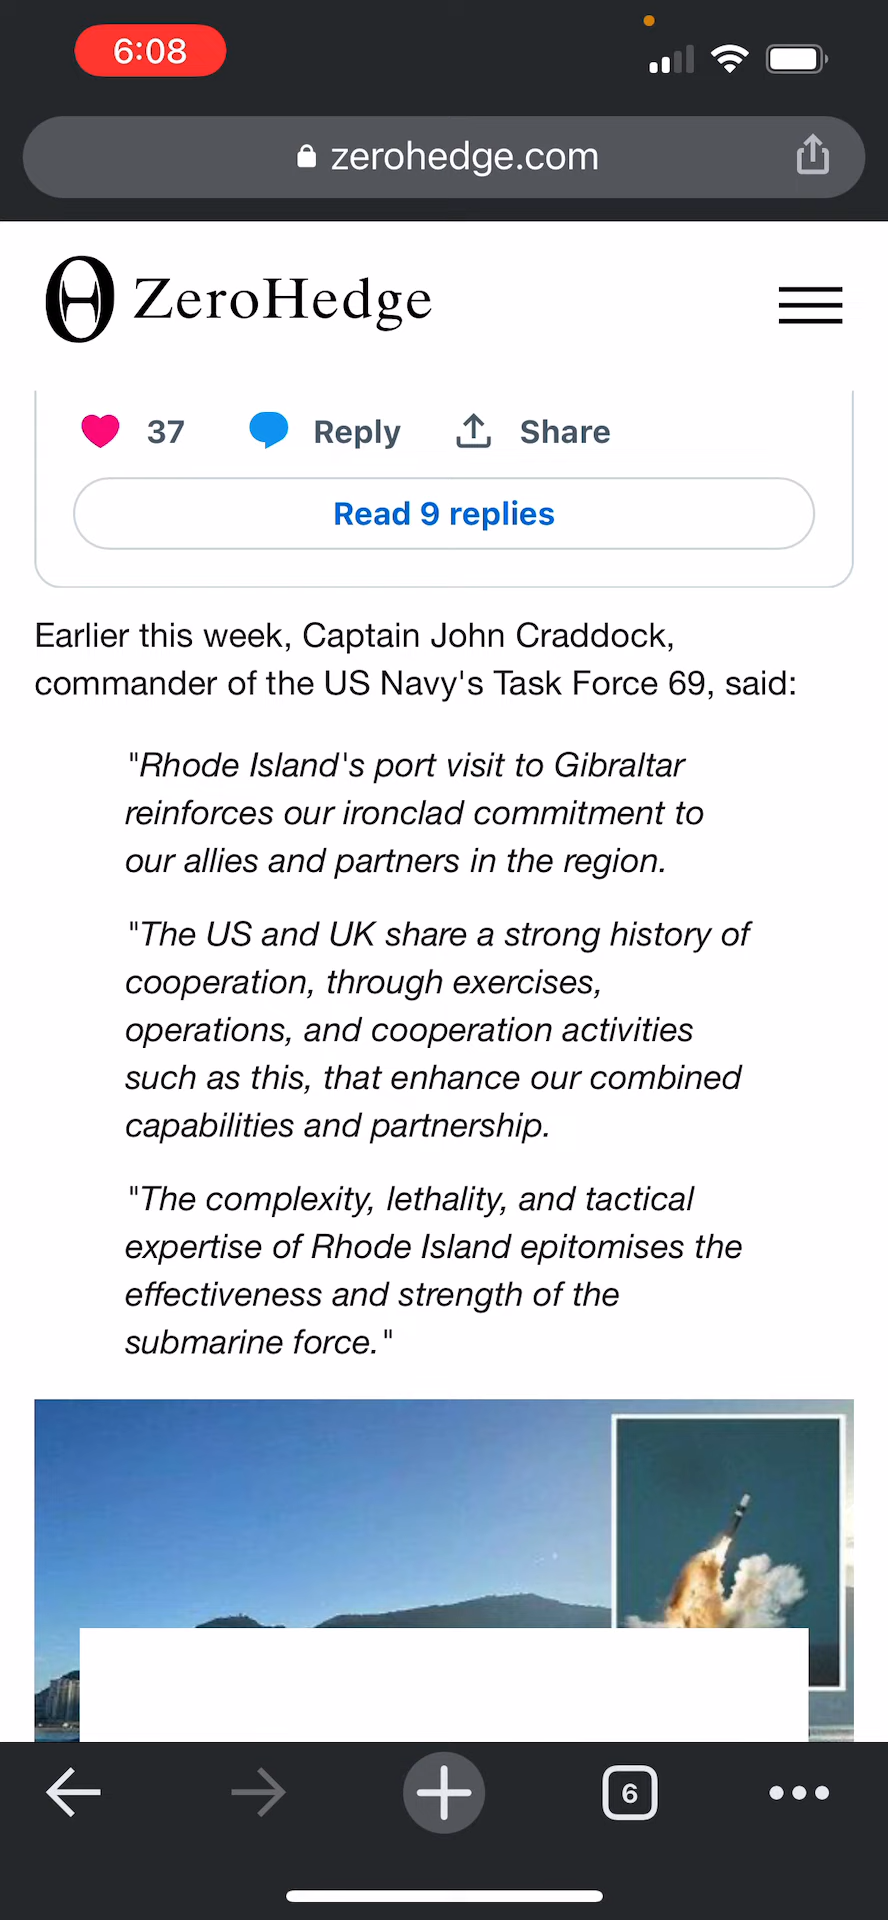 6:08
zerohedge.com
ZeroHedge
37 Reply Share
Read 9 replies
Earlier this week, Captain John Craddock,
commander of the US Navy's Task Force 69, said:
"Rhode Island's port visit to Gibraltar
reinforces our ironclad commitment to
our allies and partners in the region.
"The US and UK share a strong history of
cooperation, through exercises,
operations, and cooperation activities
such as this, that enhance our combined
capabilities and partnership.
"The complexity, lethality, and tactical
expertise of Rhode Island epitomises the
effectiveness and strength of the
submarine force."
6